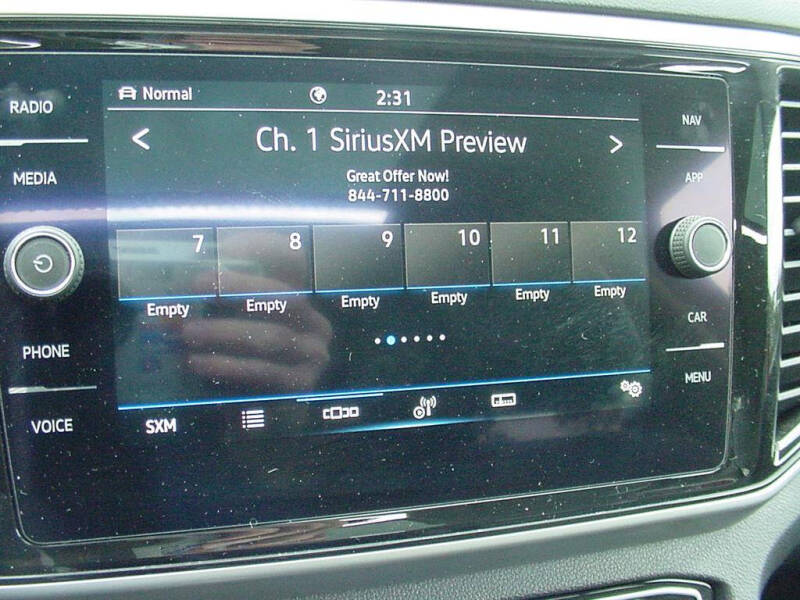 RADIO
MEDIA
PHONE
VOICE
Normal
2:31
< Ch. 1 SiriusXM Preview >
Great Offer Now!
844-711-8800
7 8 9 10 11 12
Empty Empty Empty Empty Empty Empty
SXM
NAV
APP
CAR
MENU